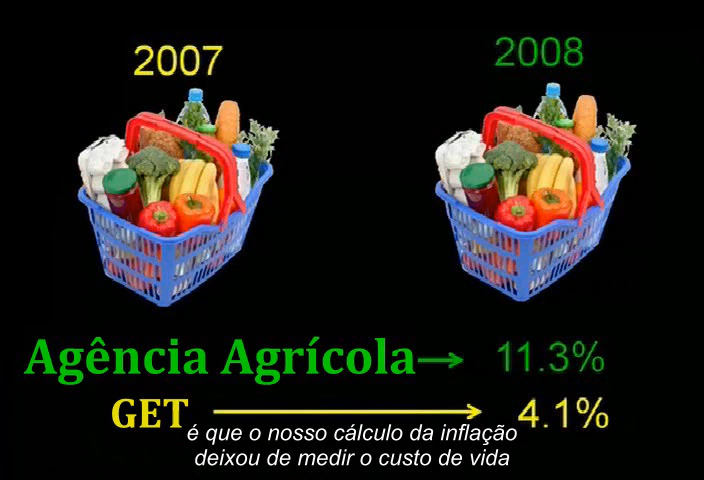 2007
2008
Agência Agrícola → 11.3%
GET → 4.1%
é que o nosso cálculo da inflação
deixou de medir o custo de vida